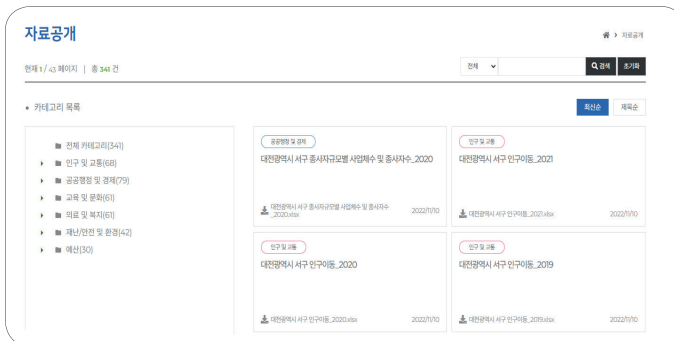 자료공개
자료공개
현재 1 / 43 페이지 | 총 341 건
전체
검색
초기화
카테고리 목록
최신순
제목순
전체 카테고리(341)
인구 및 교통(68)
공공행정 및 경제(79)
교육 및 문화(61)
의료 및 복지(61)
재난/안전 및 환경(42)
예산(30)
공공행정 및 경제
대전광역시 서구 종사자규모별 사업체수 및 종사자수_2020
대전광역시 서구 종사자규모별 사업체수 및 종사자수
_2020.xlsx
2022/11/10
인구 및 교통
대전광역시 서구 인구이동_2021
대전광역시 서구 인구이동_2021.xlsx
2022/11/10
인구 및 교통
대전광역시 서구 인구이동_2020
대전광역시 서구 인구이동_2020.xlsx
2022/11/10
인구 및 교통
대전광역시 서구 인구이동_2019
대전광역시 서구 인구이동_2019.xlsx
2022/11/10